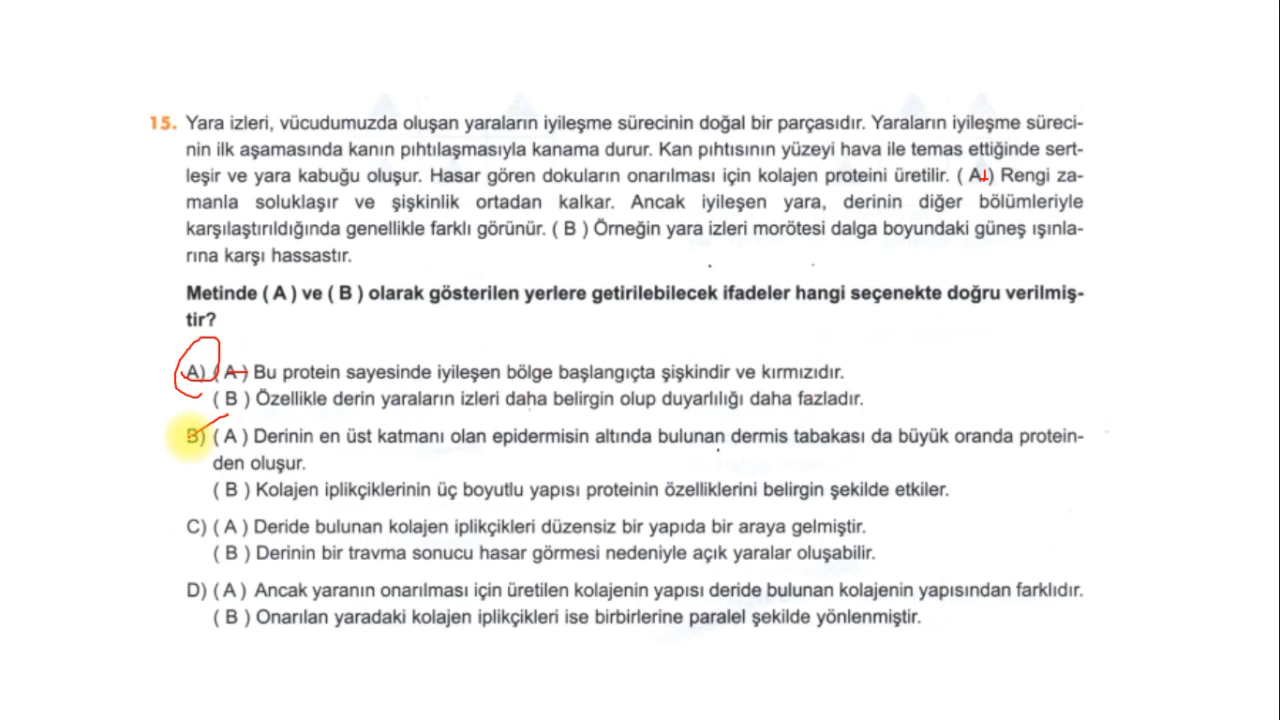 15. Yara izleri, vücudumuzda oluşan yaraların iyileşme sürecinin doğal bir parçasıdır. Yaraların iyileşme süreci-
nin ilk aşamasında kanın pıhtılaşmasıyla kanama durur. Kan pıhtısının yüzeyi hava ile temas ettiğinde sert-
leşir ve yara kabuğu oluşur. Hasar gören dokuların onarılması için kolajen proteini üretilir. ( A ) Rengi za-
manla soluklaşır ve şişkinlik ortadan kalkar. Ancak iyileşen yara, derinin diğer bölümleriyle
karşılaştırıldığında genellikle farklı görünür. ( B ) Örneğin yara izleri morötesi dalga boyundaki güneş ışınla-
rına karşı hassastır.
Metinde ( A ) ve ( B ) olarak gösterilen yerlere getirilebilecek ifadeler hangi seçenekte doğru verilmiş-
tir?
A) ( A ) Bu protein sayesinde iyileşen bölge başlangıçta şişkindir ve kırmızıdır.
( B ) Özellikle derin yaraların izleri daha belirgin olup duyarlılığı daha fazladır.
B) ( A ) Derinin en üst katmanı olan epidermisin altında bulunan dermis tabakası da büyük oranda protein-
den oluşur.
( B ) Kolajen iplikçiklerinin üç boyutlu yapısı proteinin özelliklerini belirgin şekilde etkiler.
C) ( A ) Deride bulunan kolajen iplikçikleri düzensiz bir yapıda bir araya gelmiştir.
( B ) Derinin bir travma sonucu hasar görmesi nedeniyle açık yaralar oluşabilir.
D) ( A ) Ancak yaranın onarılması için üretilen kolajenin yapısı deride bulunan kolajenin yapısından farklıdır.
( B ) Onarılan yaradaki kolajen iplikçikleri ise birbirlerine paralel şekilde yönlenmiştir.